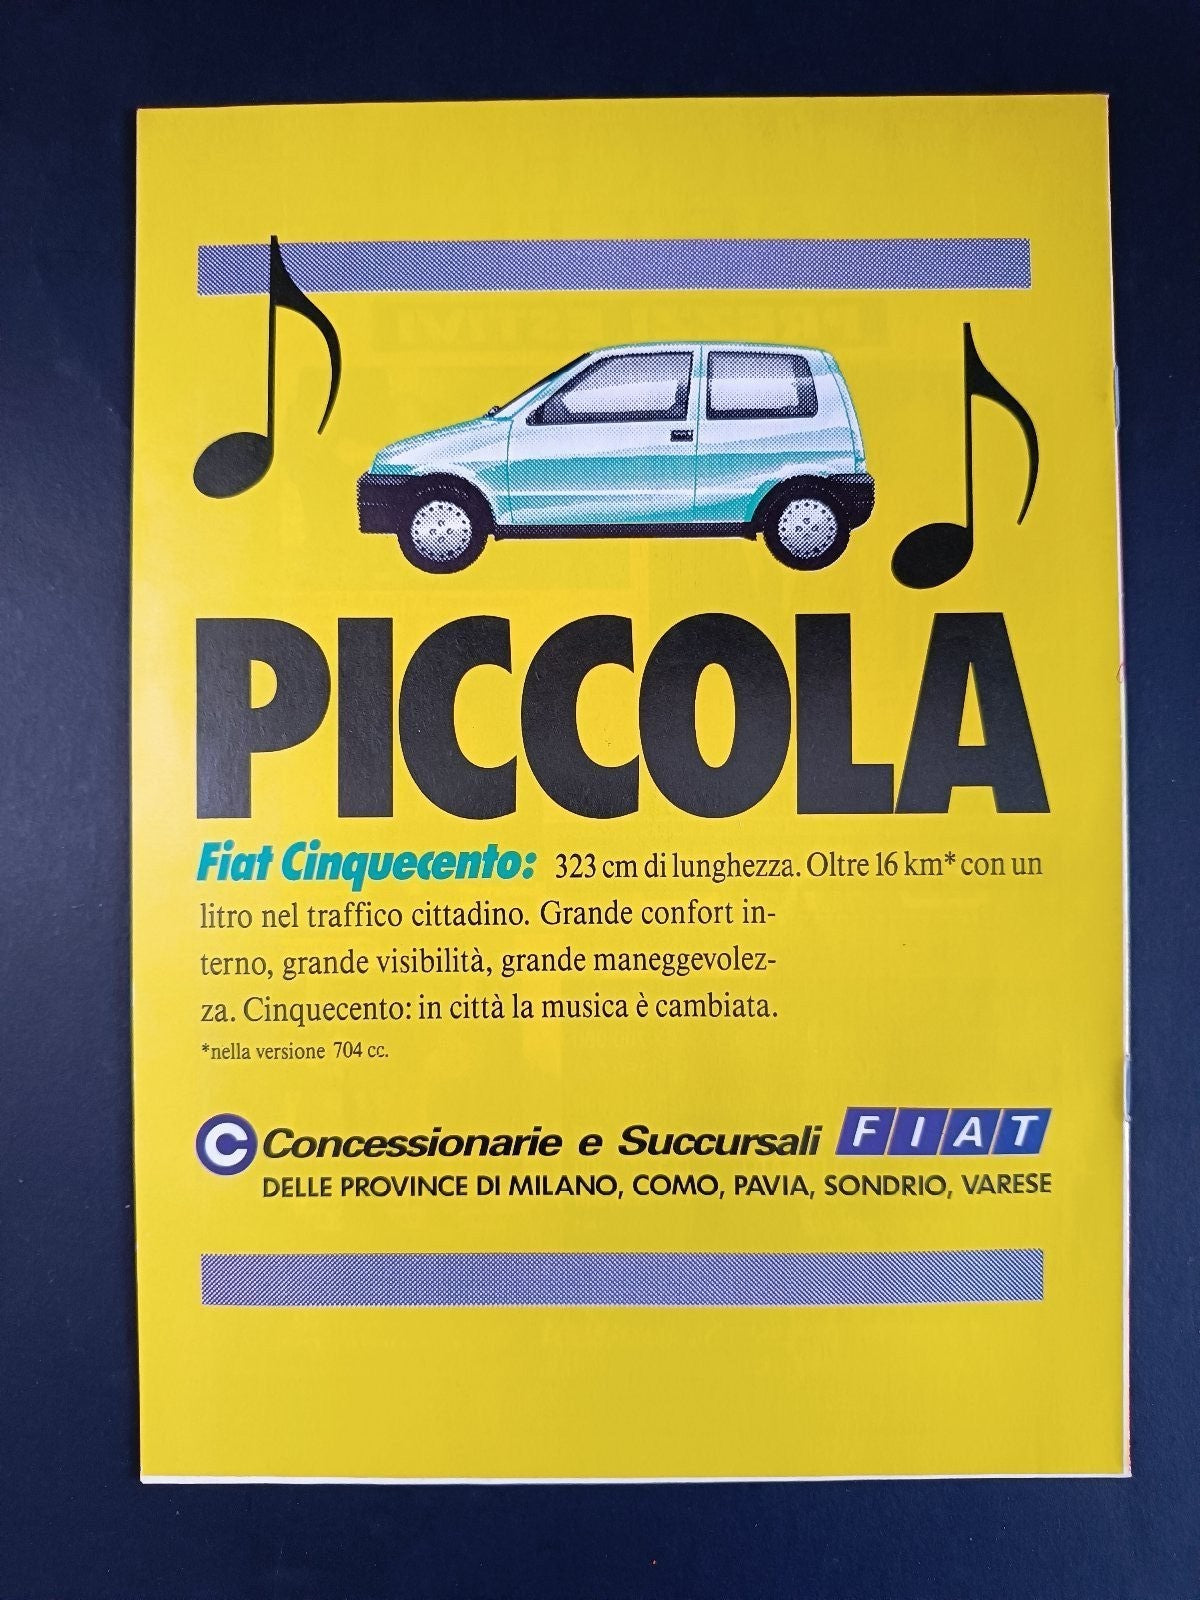 PICCOLA
Fiat Cinquecento: 323 cm di lunghezza. Oltre 16 km* con un
litro nel traffico cittadino. Grande confort in-
terno, grande visibilità, grande maneggevolez-
za. Cinquecento: in città la musica è cambiata.
*nella versione 704 cc.
C Concessionarie e Succursali FIAT
DELLE PROVINCE DI MILANO, COMO, PAVIA, SONDRIO, VARESE